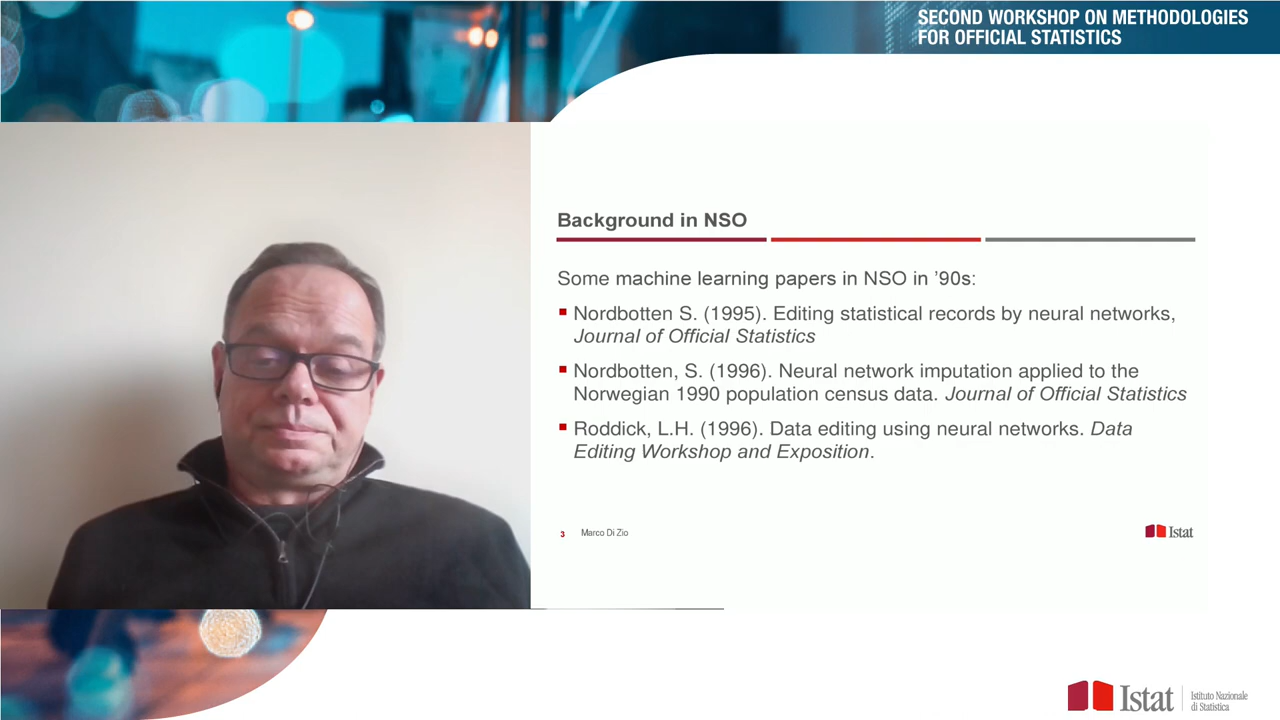 SECOND WORKSHOP ON METHODOLOGIES
FOR OFFICIAL STATISTICS
Background in NSO
Some machine learning papers in NSO in ’90s:
Nordbotten S. (1995). Editing statistical records by neural networks,
Journal of Official Statistics
Nordbotten, S. (1996). Neural network imputation applied to the
Norwegian 1990 population census data. Journal of Official Statistics
Roddick, L.H. (1996). Data editing using neural networks. Data
Editing Workshop and Exposition.
3 Marco Di Zio
Istat
Istat
Istituto Nazionale
di Statistica